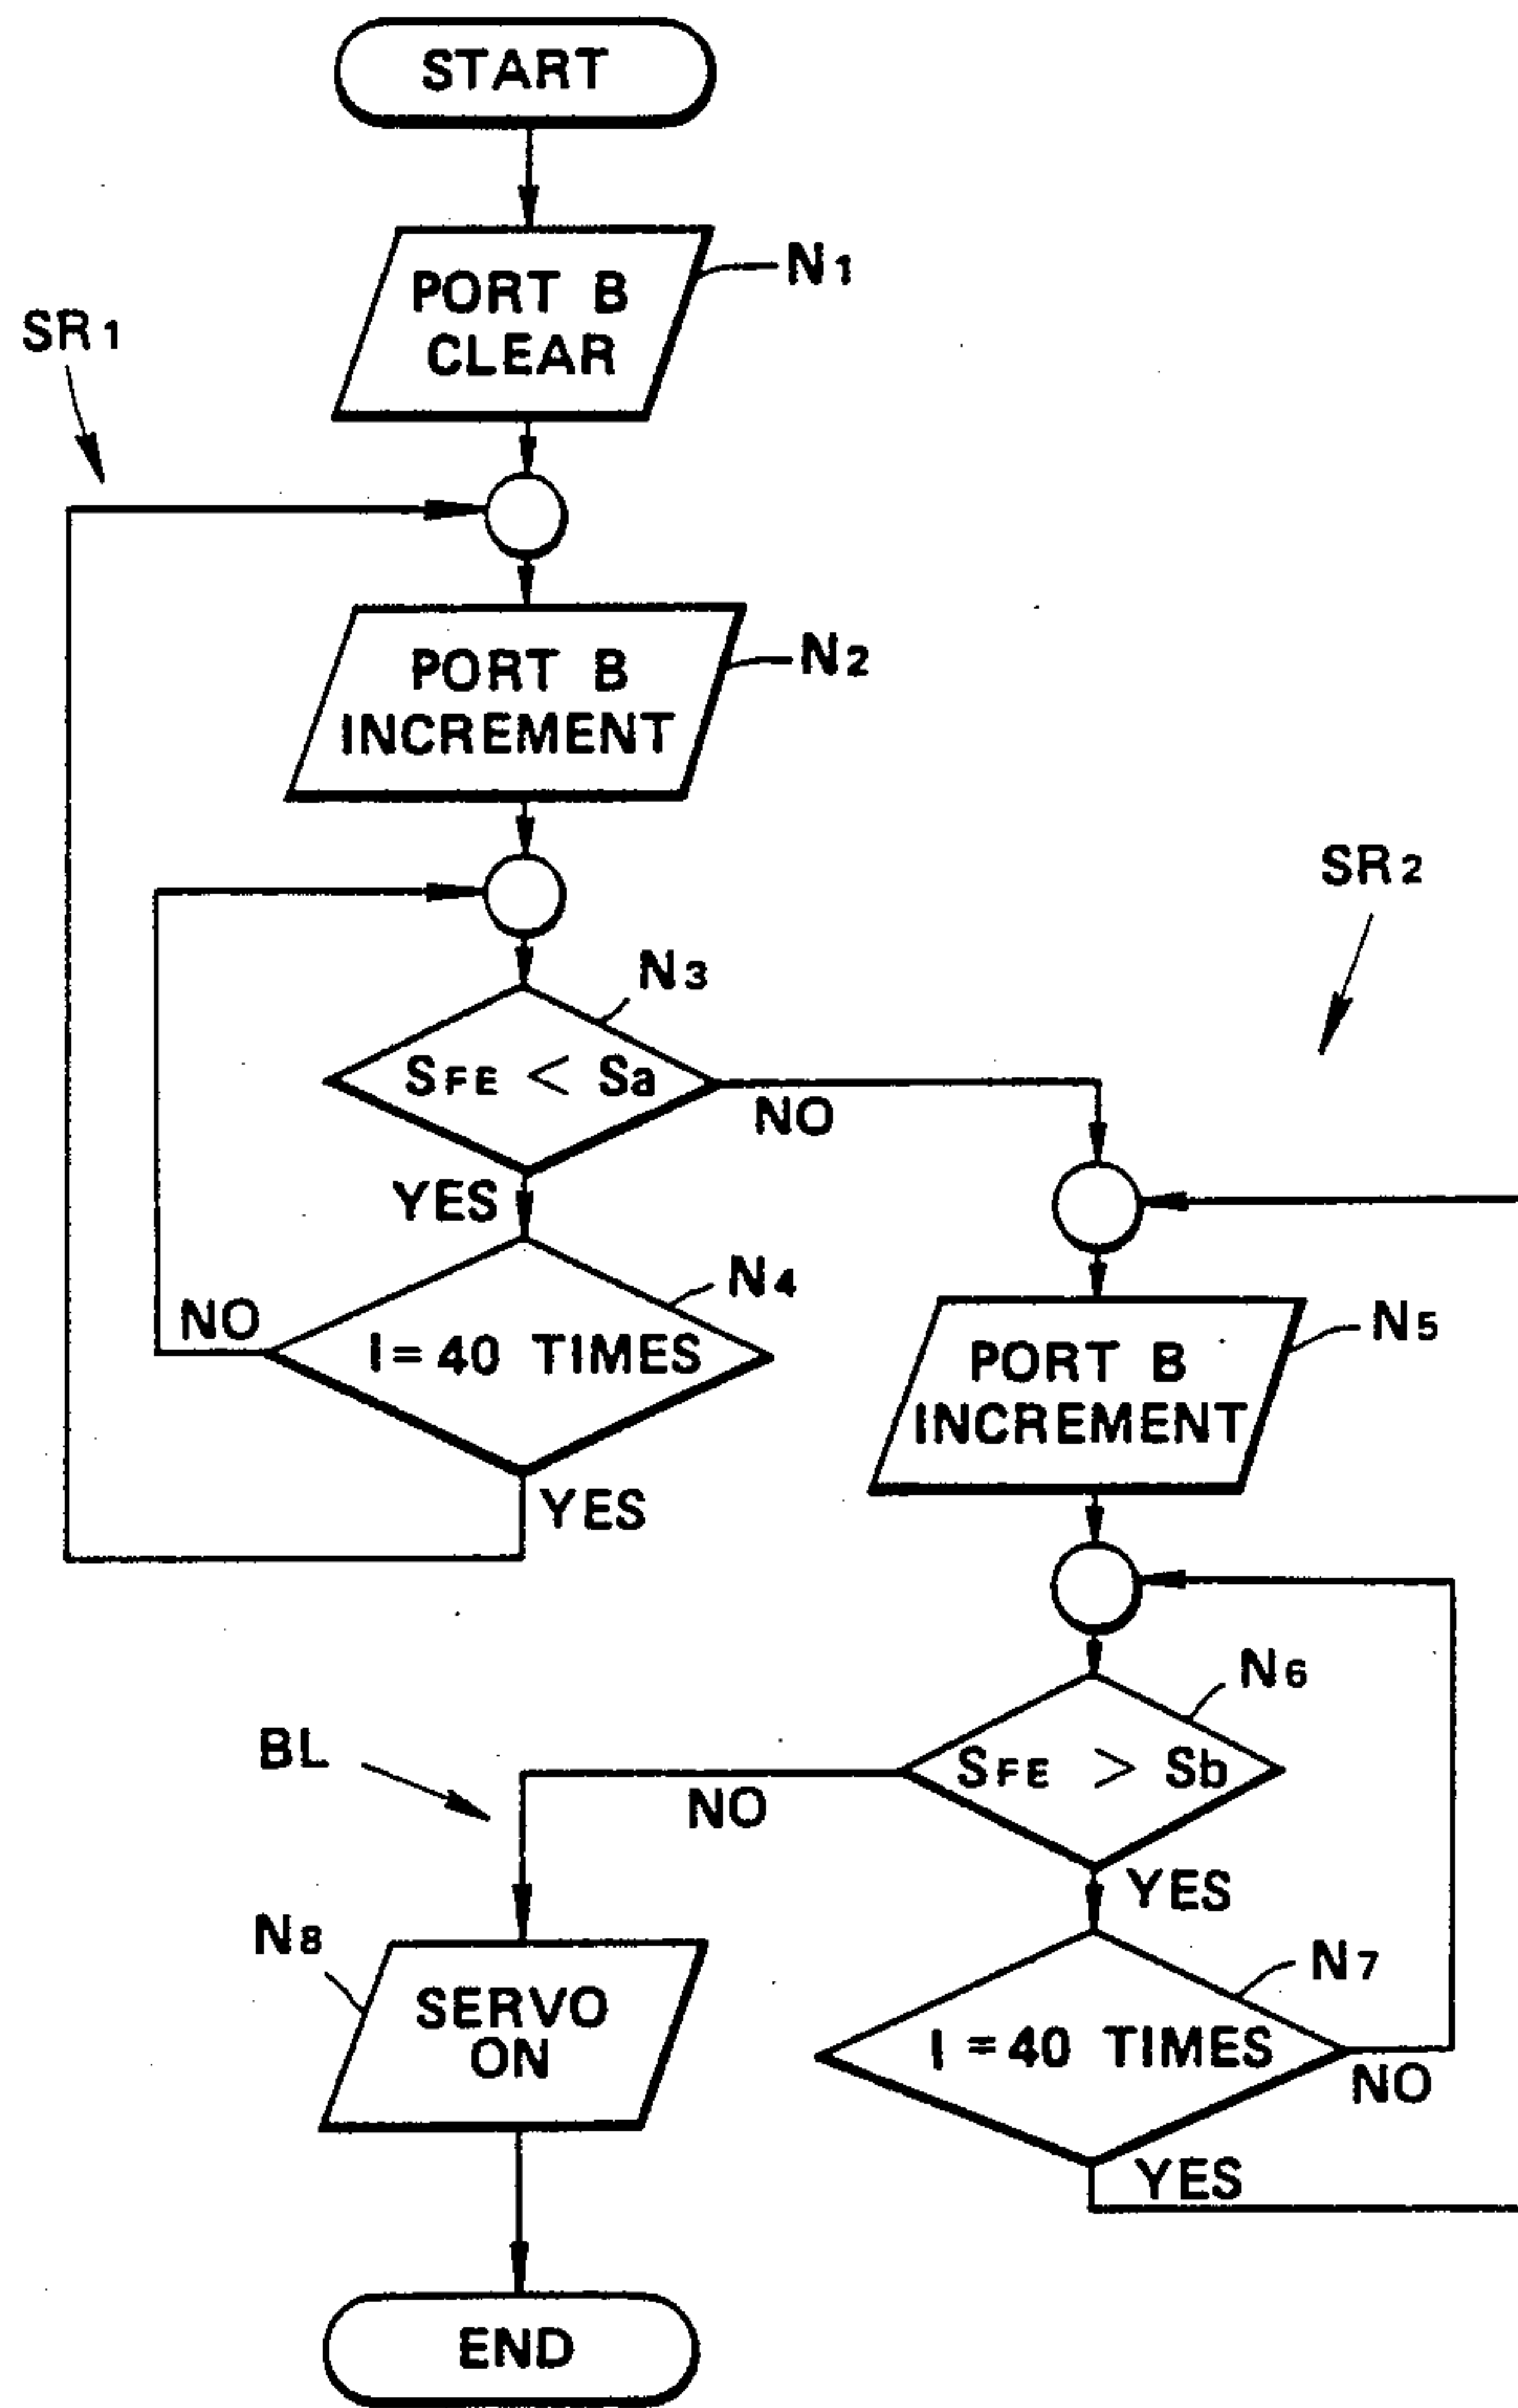 START
PORT B
CLEAR
N1
SR1
PORT B
INCREMENT
N2
SR2
N3
SFE < Sa
NO
YES
N4
I=40 TIMES
NO
YES
N5
PORT B
INCREMENT
N6
SFE > Sb
NO
YES
BL
N7
I=40 TIMES
NO
YES
N8
SERVO
ON
END